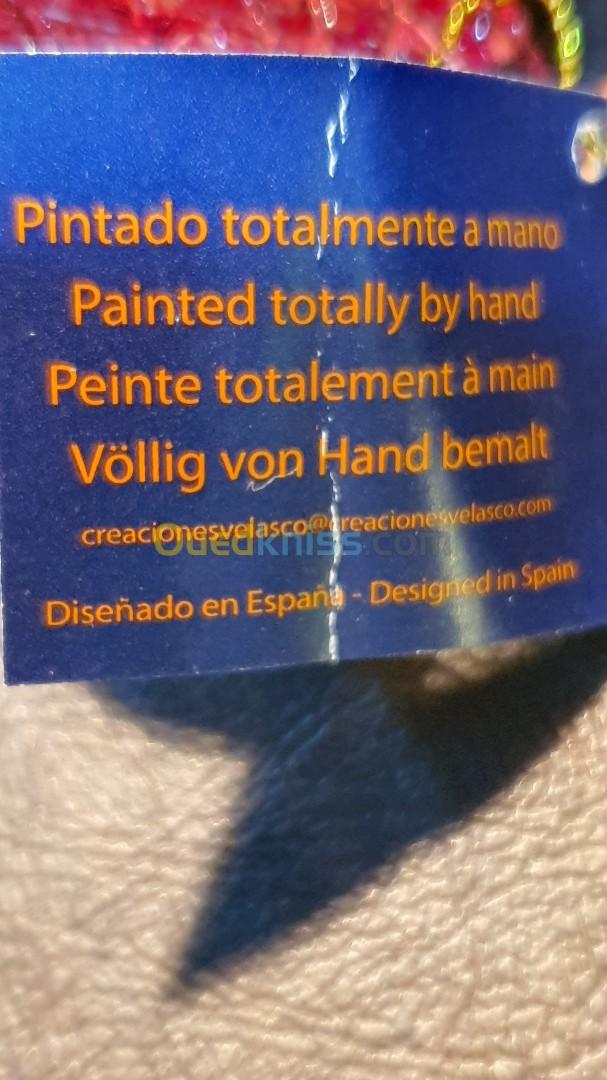 Pintado totalmente a mano
Painted totally by hand
Peinte totalement à main
Völlig von Hand bemalt
creacionesvelasco@creacionesvelasco.com
Ouedkniss.com
Diseñado en España - Designed in Spain